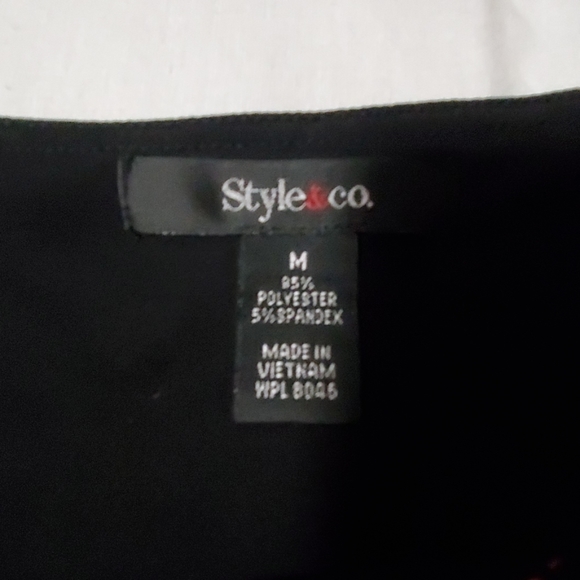 Style&co.
M
95%
POLYESTER
5%SPANDEX
MADE IN
VIETNAM
WPL 8046